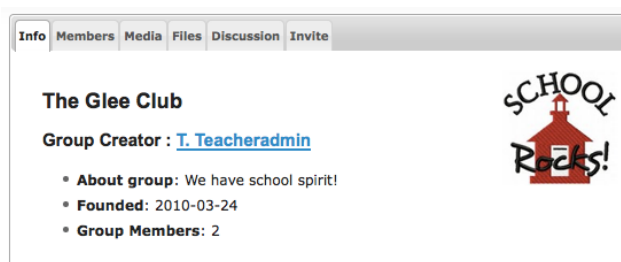 Info Members Media Files Discussion Invite
The Glee Club
Group Creator : T. Teacheradmin
About group: We have school spirit!
Founded: 2010-03-24
Group Members: 2
SCHOOL
Rocks!